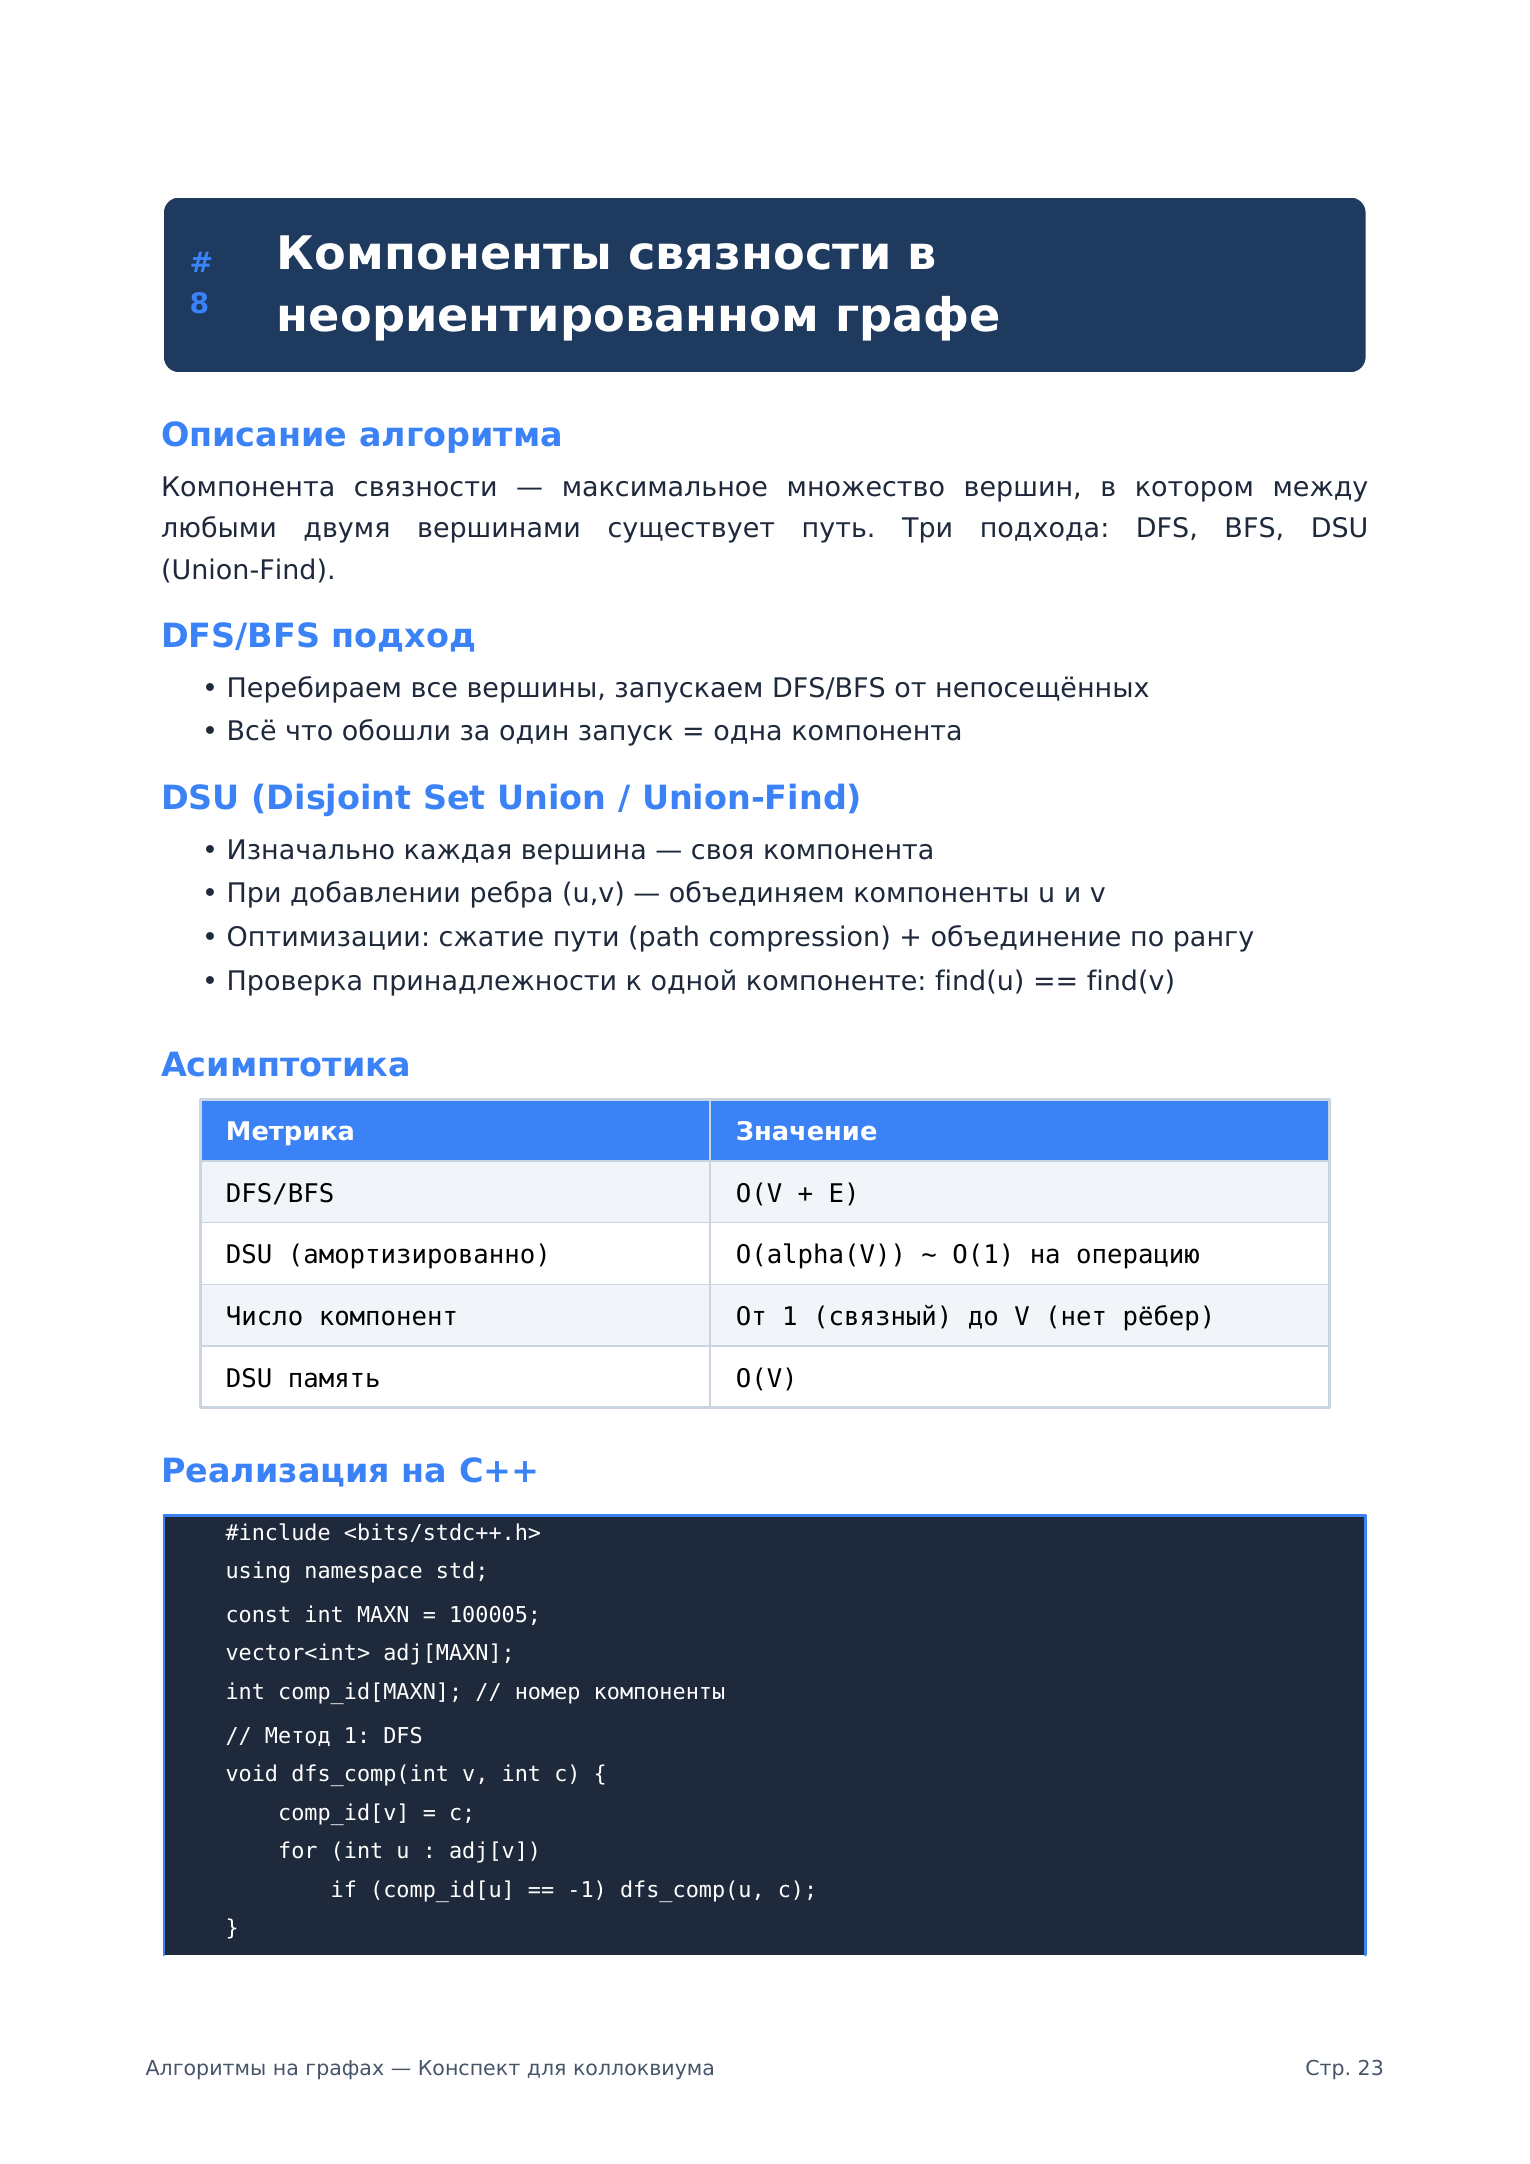 #
8
Компоненты связности в
неориентированном графе
Описание алгоритма
Компонента связности — максимальное множество вершин, в котором между
любыми двумя вершинами существует путь. Три подхода: DFS, BFS, DSU
(Union-Find).
DFS/BFS подход
• Перебираем все вершины, запускаем DFS/BFS от непосещённых
• Всё что обошли за один запуск = одна компонента
DSU (Disjoint Set Union / Union-Find)
• Изначально каждая вершина — своя компонента
• При добавлении ребра (u,v) — объединяем компоненты u и v
• Оптимизации: сжатие пути (path compression) + объединение по рангу
• Проверка принадлежности к одной компоненте: find(u) == find(v)
Асимптотика
Метрика Значение
DFS/BFS O(V + E)
DSU (амортизированно) O(alpha(V)) ~ O(1) на операцию
Число компонент От 1 (связный) до V (нет рёбер)
DSU память O(V)
Реализация на C++
#include <bits/stdc++.h>
using namespace std;
const int MAXN = 100005;
vector<int> adj[MAXN];
int comp_id[MAXN]; // номер компоненты
// Метод 1: DFS
void dfs_comp(int v, int c) {
    comp_id[v] = c;
    for (int u : adj[v])
        if (comp_id[u] == -1) dfs_comp(u, c);
}
Алгоритмы на графах — Конспект для коллоквиума Стр. 23